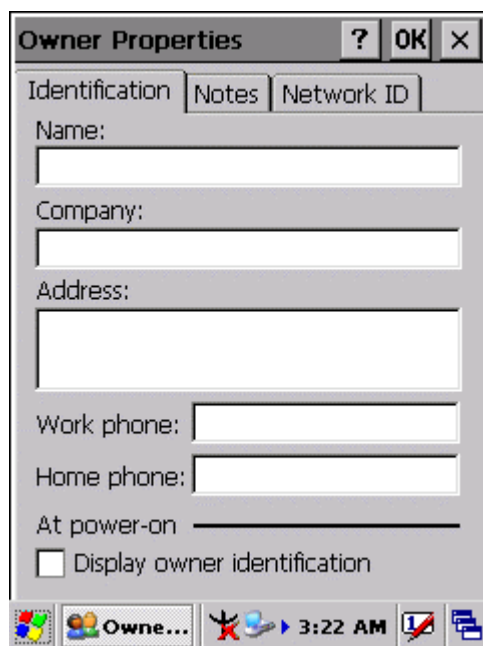 Owner Properties ? OK ×
Identification Notes Network ID
Name:
Company:
Address:
Work phone:
Home phone:
At power-on
Display owner identification
Owne... 3:22 AM